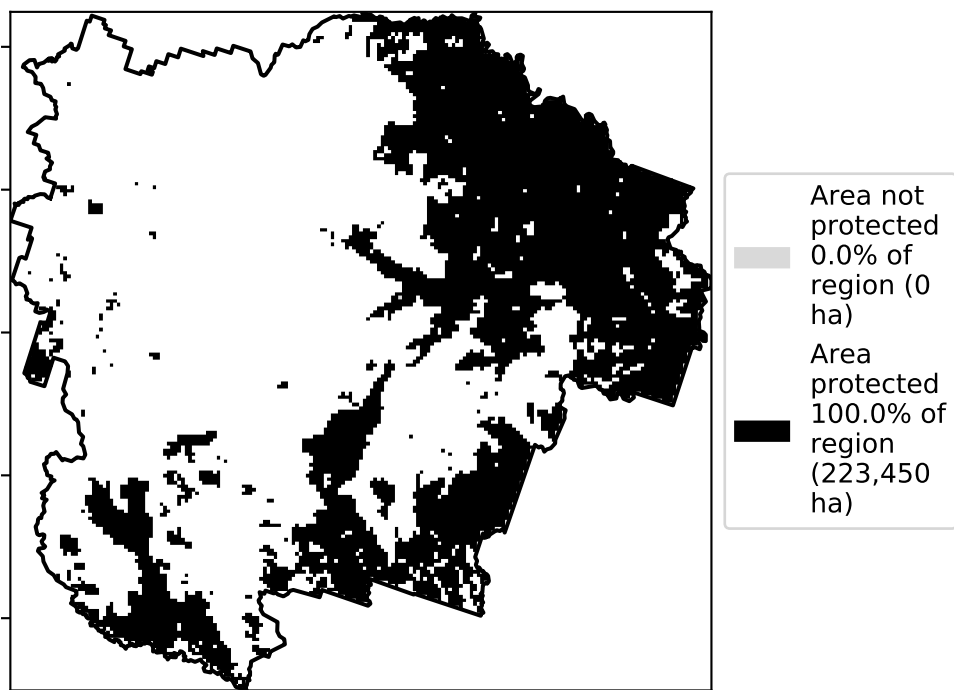 Area not
protected
0.0% of
region (0
ha)
Area
protected
100.0% of
region
(223,450
ha)